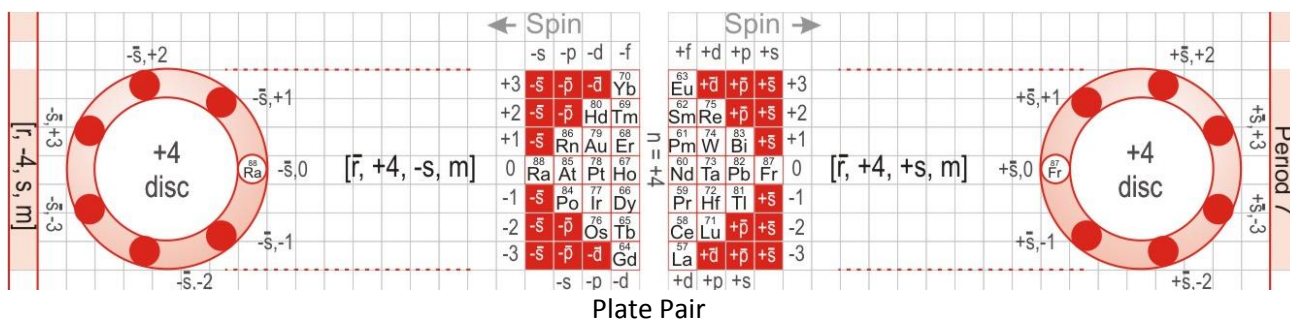 Spin Spin
-s -p -d -f +f +d +p +s
+3 -s̄ -p̄ -d̄ 70 Yb 63 Eu +d̄ +p̄ +s̄ +3
+2 -s̄ -p̄ 80 Hd 69 Tm 62 Sm 75 Re +p̄ +s̄ +2
+1 -s̄ 86 Rn 79 Au 68 Er 61 Pm 74 W 83 Bi +s̄ +1
0 88 Ra 85 At 78 Pt 67 Ho 60 Nd 73 Ta 82 Pb 87 Fr 0
-1 -s̄ 84 Po 77 Ir 66 Dy 59 Pr 72 Hf 81 Tl +s̄ -1
-2 -s̄ -p̄ 76 Os 65 Tb 58 Ce 71 Lu +p̄ +s̄ -2
-3 -s̄ -p̄ -d̄ 64 Gd 57 La +d̄ +p̄ +s̄ -3
-s -p -d +d +p +s
n = +4
[r, -4, s, m]
-s̄,+2
-s̄,+1
-s̄,+3
+4
disc
88 Ra
-s̄,0
-s̄,-3
-s̄,-1
-s̄,-2
[r̄, +4, -s, m]
[r̄, +4, +s, m]
+s̄,+2
+s̄,+1
+s̄,+3
+4
disc
+s̄,0
87 Fr
+s̄,-3
+s̄,-1
+s̄,-2
Period 7
Plate Pair